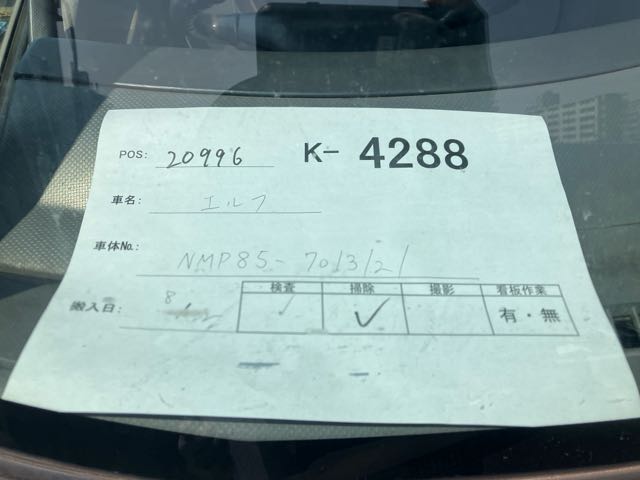 POS: 20996 K- 4288
車名: エルフ
車体No.: NMP85-7013121
搬入日: 8
検査 掃除 撮影 看板作業
✓ ✓ 有・無